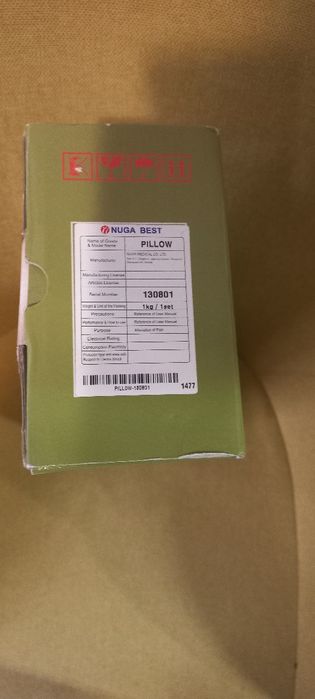 NUGA BEST
Name of Goods & Model Name PILLOW
Manufacturer NUGA MEDICAL CO., LTD.
Manufacturing License
Articles License
Serial Number 130801
Weight & Unit of the Packing 1kg / 1set
Precautions Reference of User Manual
Performance & How to use Reference of User Manual
Purpose Alleviation of Pain
Electrical Rating
Consumption Electricity
PILLOW-130801 1477